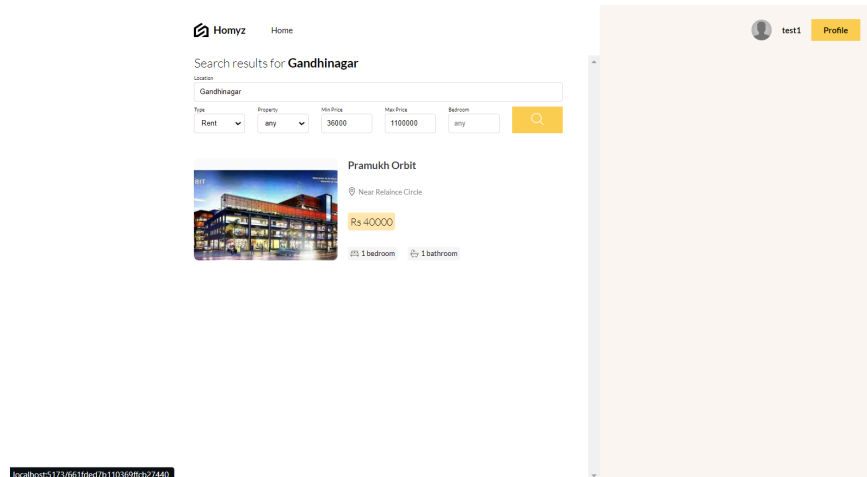 Homyz
Home
test1
Profile
Search results for Gandhinagar
Location
Gandhinagar
Type
Property
Min Price
Max Price
Bedroom
Rent
any
36000
1100000
any
Pramukh Orbit
Near Relaince Circle
Rs 40000
1 bedroom
1 bathroom
localhost:5173/661fded7b110369ffcb27440